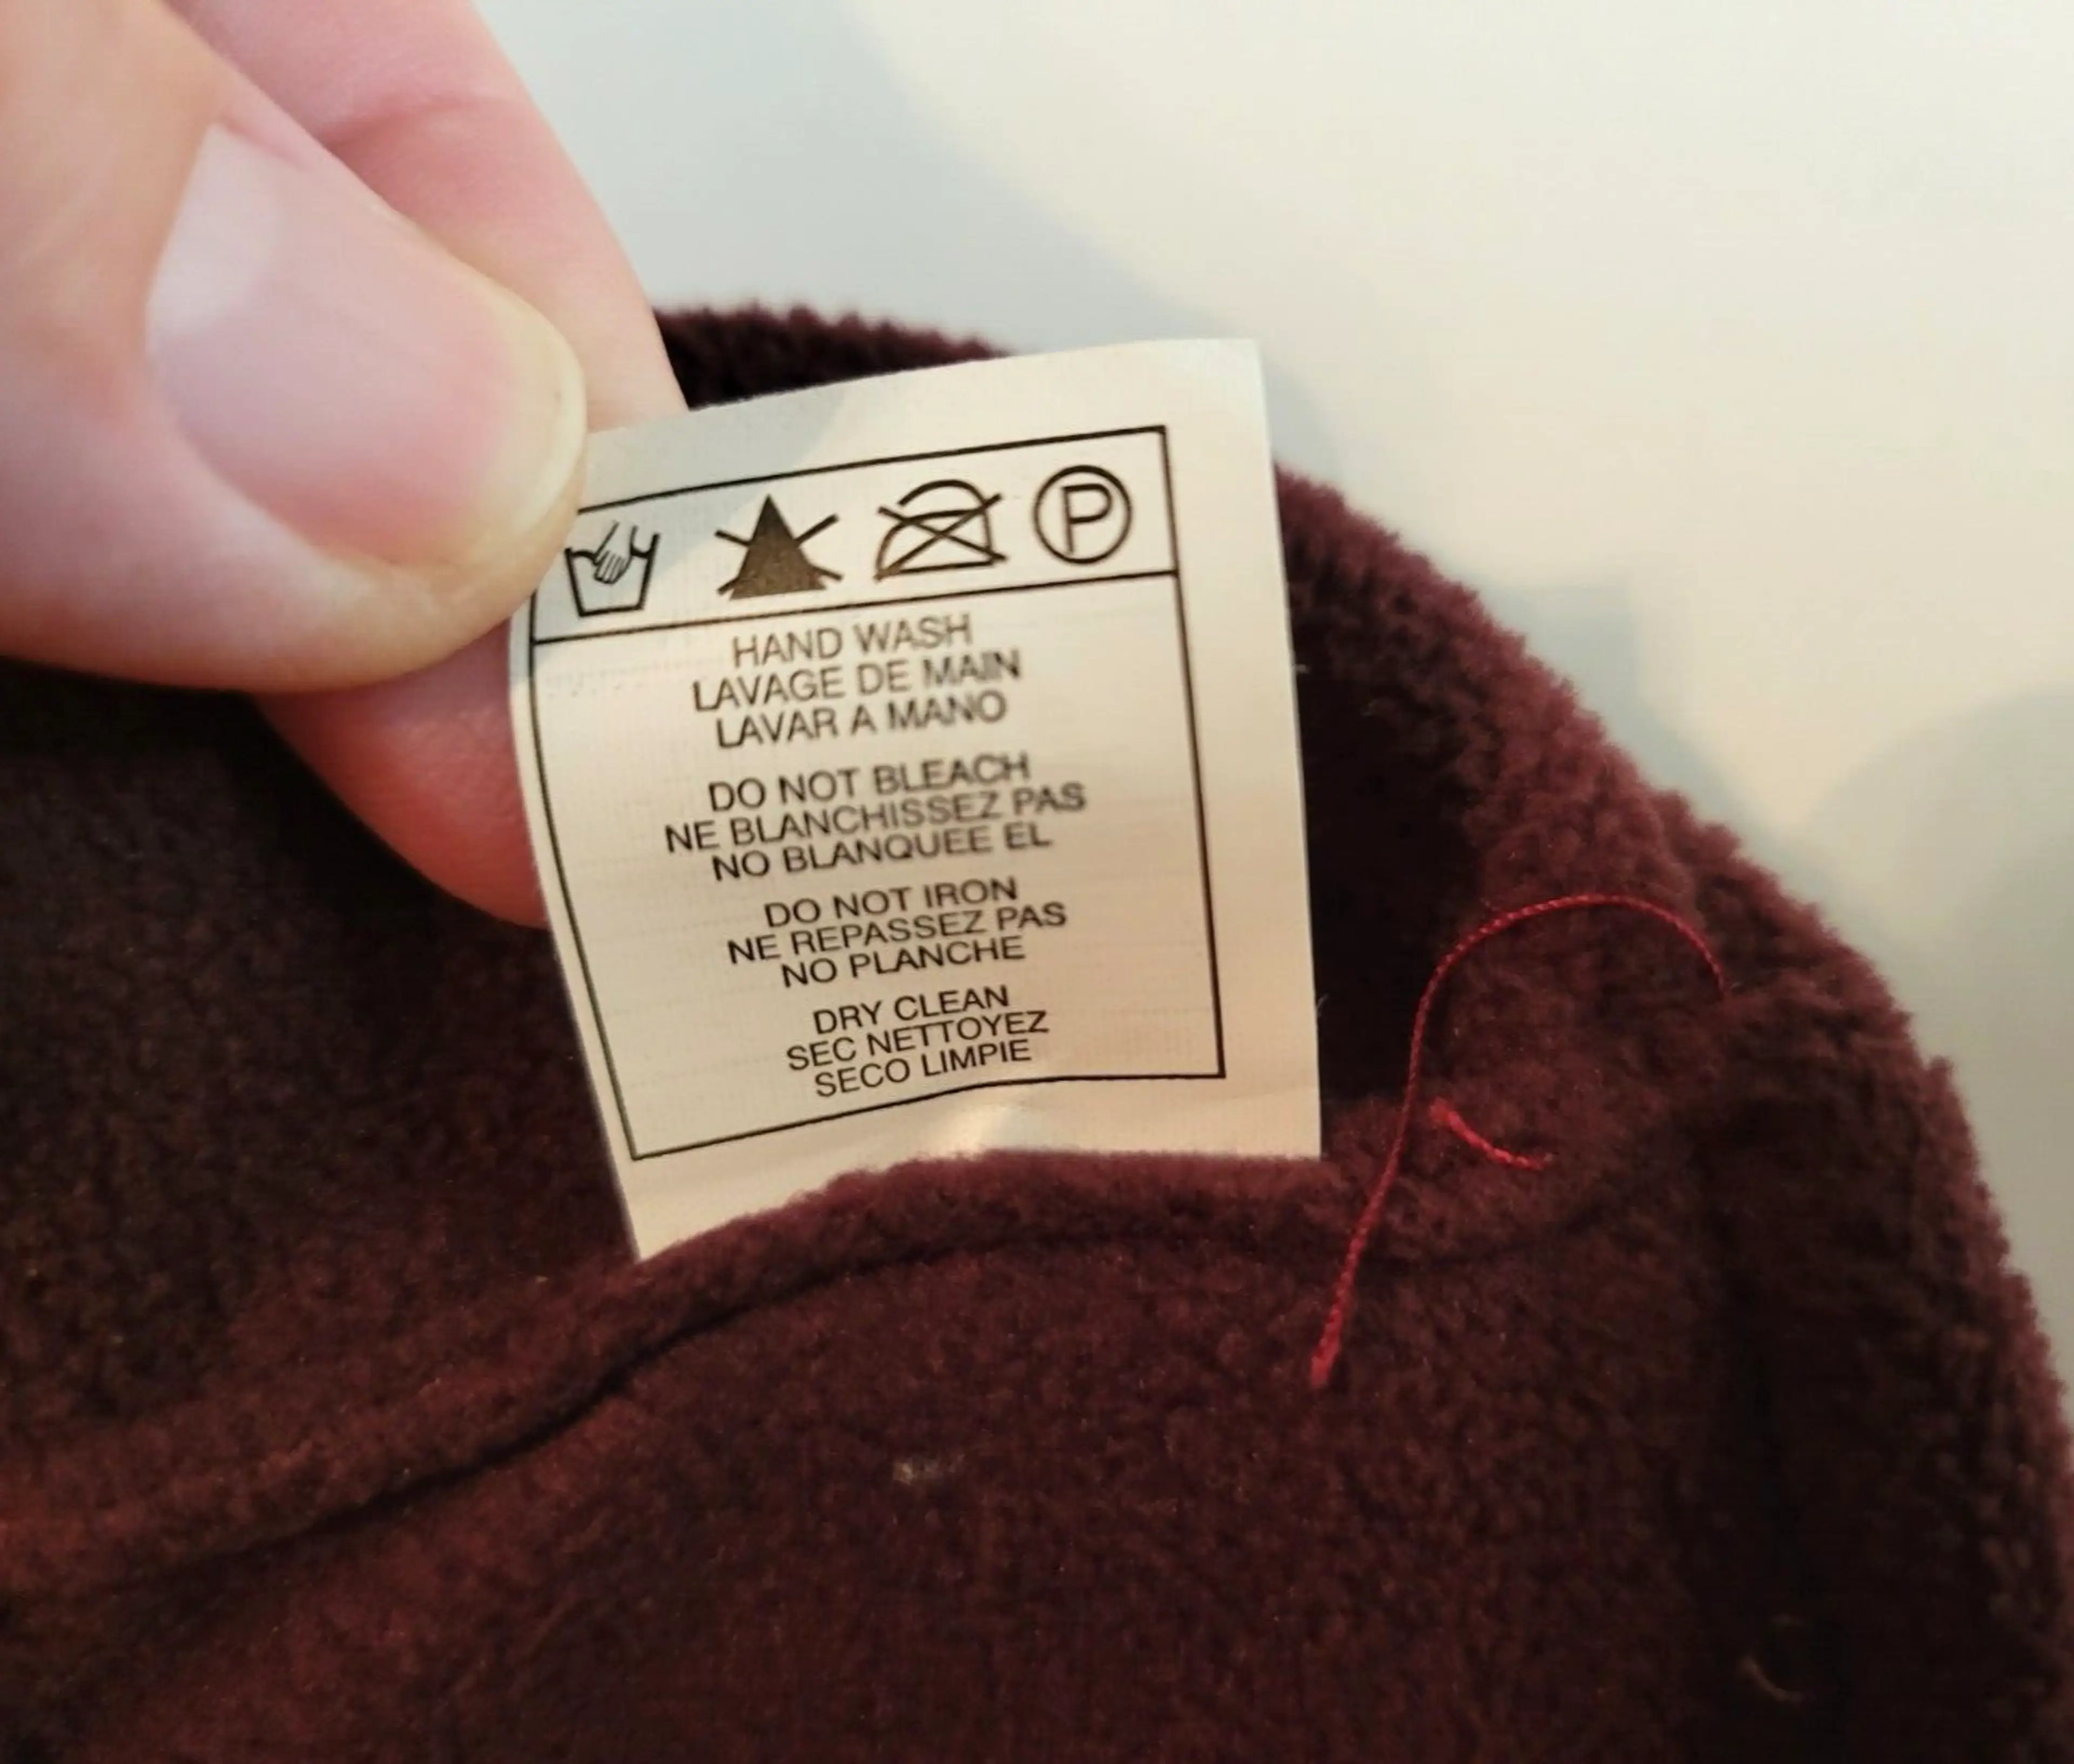 P
HAND WASH
LAVAGE DE MAIN
LAVAR A MANO
DO NOT BLEACH
NE BLANCHISSEZ PAS
NO BLANQUEE EL
DO NOT IRON
NE REPASSEZ PAS
NO PLANCHE
DRY CLEAN
SEC NETTOYEZ
SECO LIMPIE